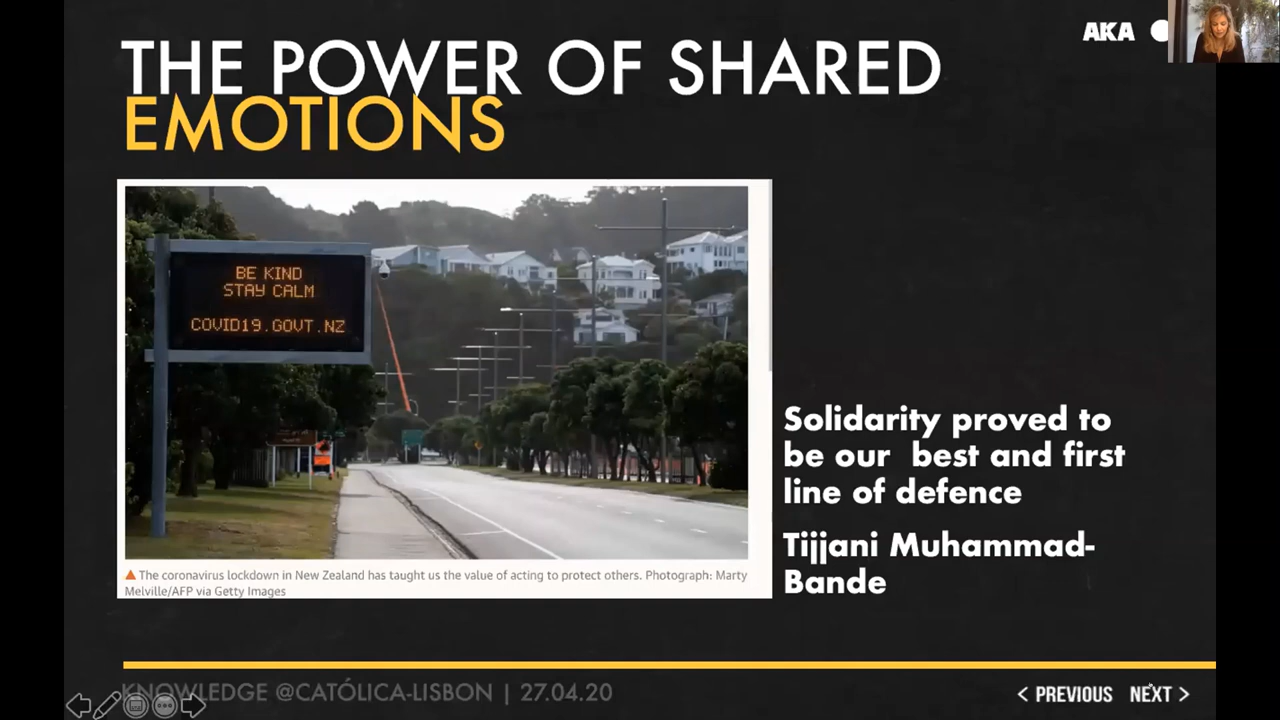 AKA
THE POWER OF SHARED
EMOTIONS
BE KIND
STAY CALM
COVID19.GOVT.NZ
The coronavirus lockdown in New Zealand has taught us the value of acting to protect others. Photograph: Marty
Melville/AFP via Getty Images
Solidarity proved to
be our best and first
line of defence
Tijjani Muhammad-
Bande
KNOWLEDGE @CATÓLICA-LISBON | 27.04.20
< PREVIOUS NEXT >